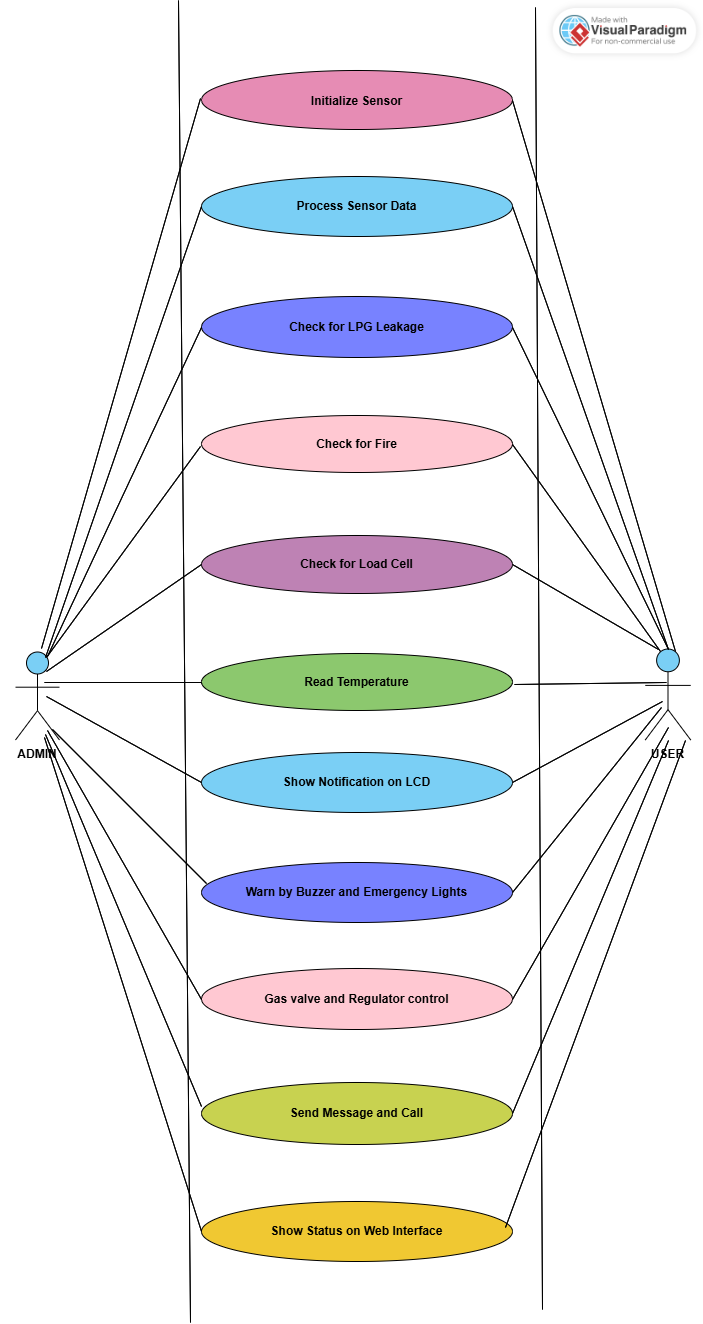 Made with
Visual Paradigm
For non-commercial use
Initialize Sensor
Process Sensor Data
Check for LPG Leakage
Check for Fire
Check for Load Cell
Read Temperature
ADMIN
USER
Show Notification on LCD
Warn by Buzzer and Emergency Lights
Gas valve and Regulator control
Send Message and Call
Show Status on Web Interface